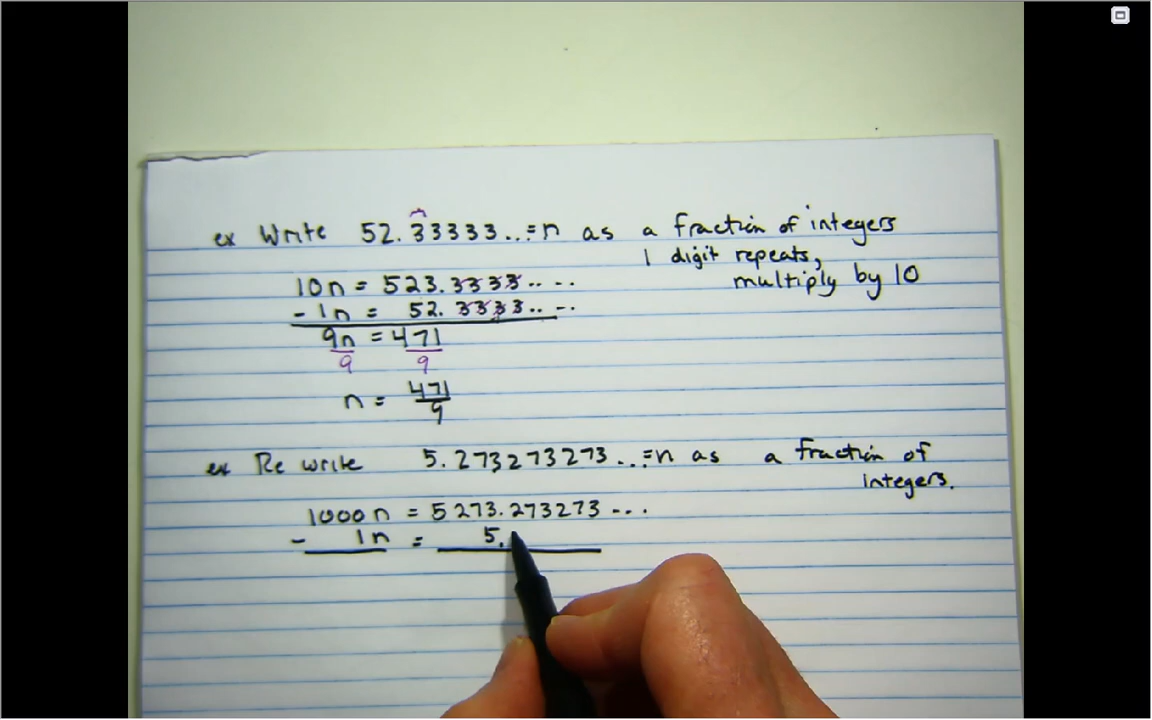 ex Write 52.33333...=n as a fraction of integers
1 digit repeats,
multiply by 10
10n = 523.3333.. ..
- 1n = 52.3333.. ..
9n = 471
9 9
n = 471
9
ex Re write 5.273273273...=n as a fraction of
integers.
1000n = 5273.273273...
- 1n = 5.